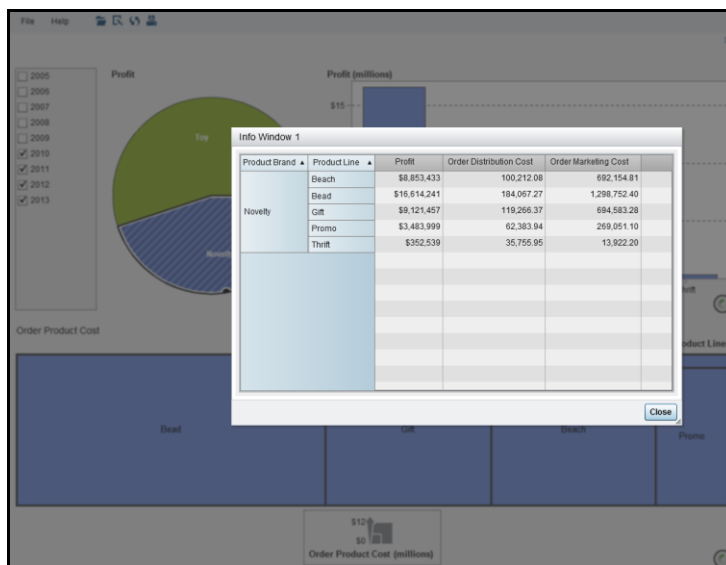 File Help
2005
2006
2007
2008
2009
2010
2011
2012
2013
Profit
Toy
Novelty
Profit (millions)
$15
Info Window 1
Product Brand ▲ Product Line ▲ Profit Order Distribution Cost Order Marketing Cost
Novelty
Beach $8,853,433 100,212.08 692,154.81
Bead $16,614,241 184,067.27 1,298,752.40
Gift $9,121,457 119,266.37 694,583.28
Promo $3,483,999 62,383.94 269,051.10
Thrift $352,539 35,755.95 13,922.20
Close
Order Product Cost
oduct Line
Bead
Gift
Beach
Promo
$12
$0
Order Product Cost (millions)